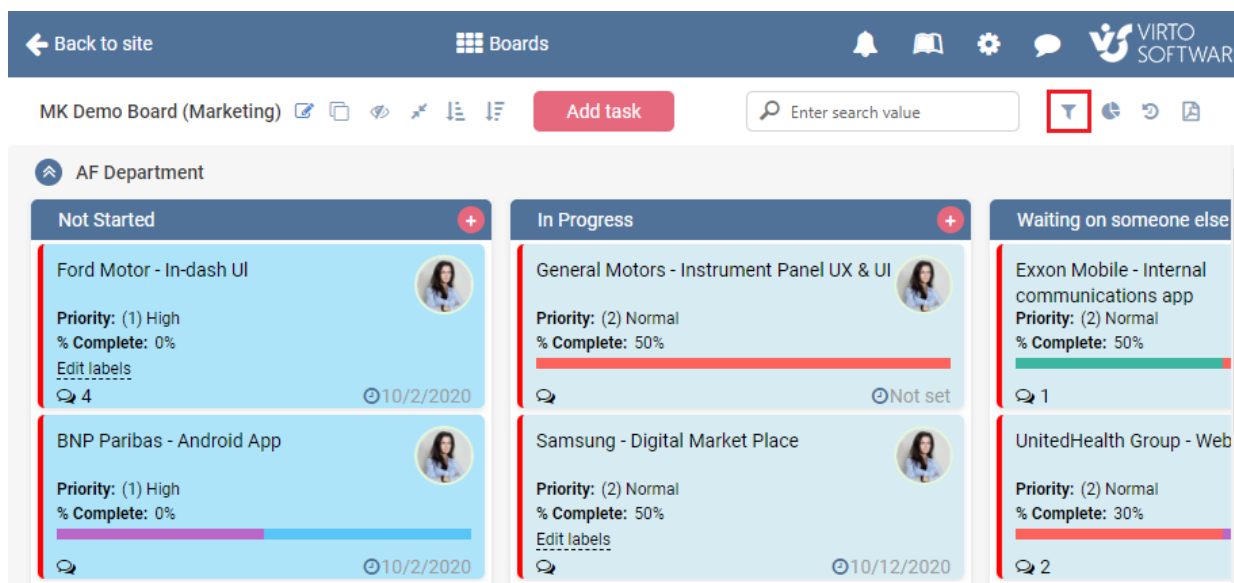 Back to site
Boards
VIRTO
SOFTWAR
MK Demo Board (Marketing)
Add task
Enter search value
AF Department
Not Started
+
Ford Motor - In-dash UI
Priority: (1) High
% Complete: 0%
Edit labels
4
10/2/2020
BNP Paribas - Android App
Priority: (1) High
% Complete: 0%
10/2/2020
In Progress
+
General Motors - Instrument Panel UX & UI
Priority: (2) Normal
% Complete: 50%
Not set
Samsung - Digital Market Place
Priority: (2) Normal
% Complete: 50%
Edit labels
10/12/2020
Waiting on someone else
Exxon Mobile - Internal
communications app
Priority: (2) Normal
% Complete: 50%
1
UnitedHealth Group - Web
Priority: (2) Normal
% Complete: 30%
2